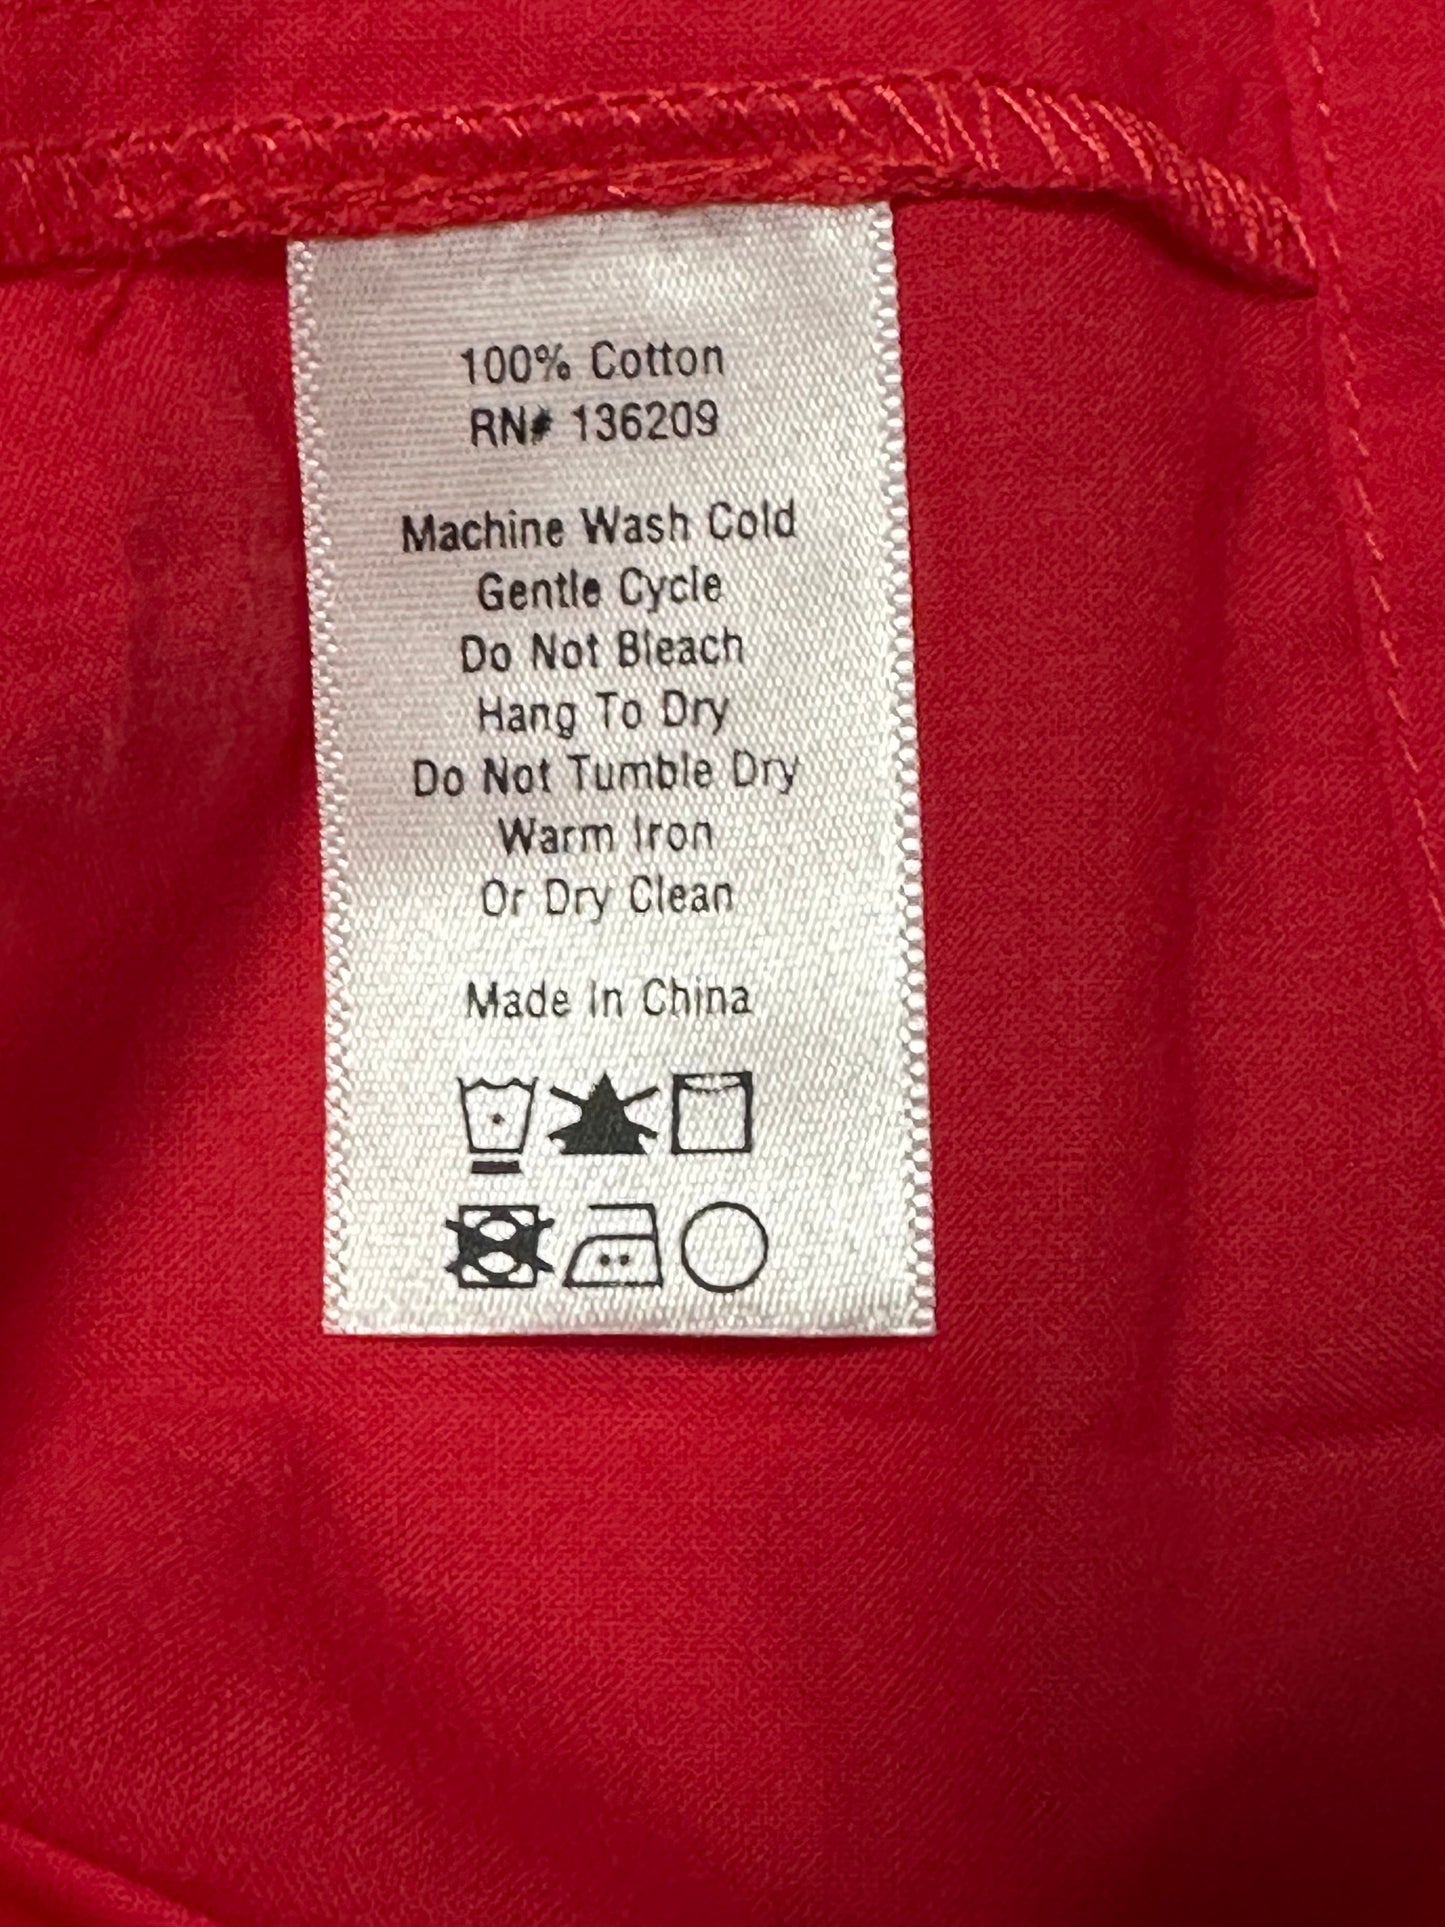 100% Cotton
RN# 136209
Machine Wash Cold
Gentle Cycle
Do Not Bleach
Hang To Dry
Do Not Tumble Dry
Warm Iron
Or Dry Clean
Made In China